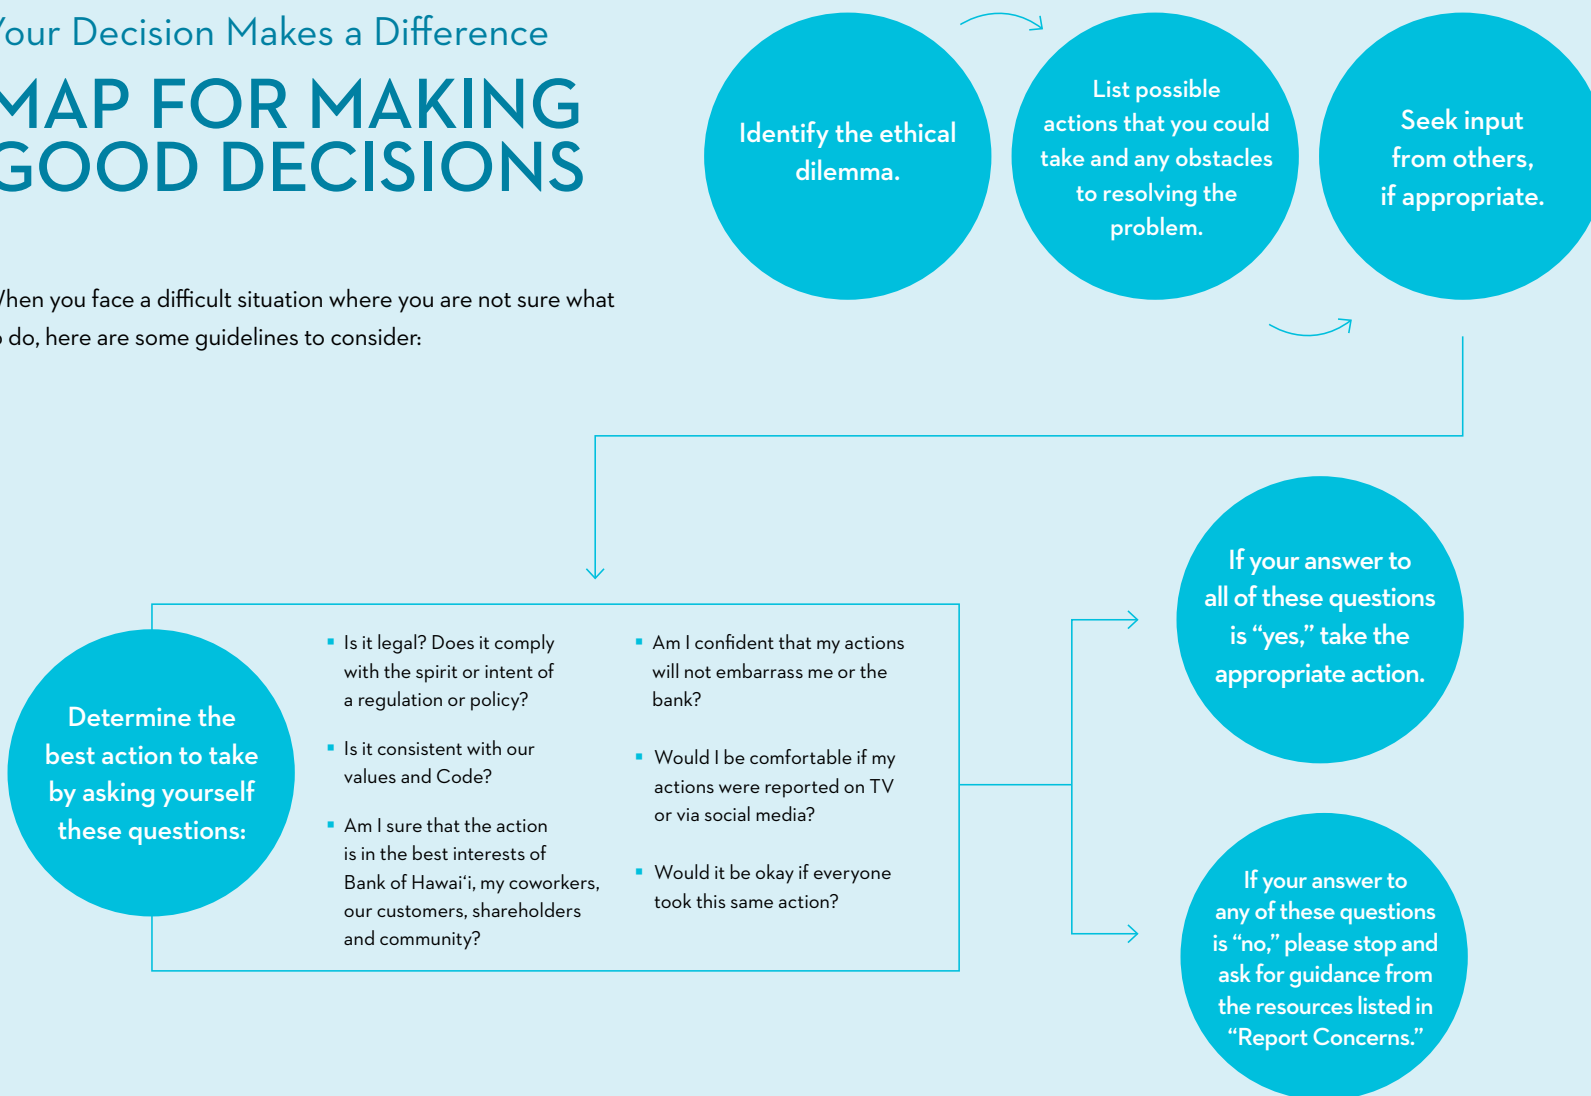 Your Decision Makes a Difference
MAP FOR MAKING
GOOD DECISIONS
When you face a difficult situation where you are not sure what
to do, here are some guidelines to consider:
Identify the ethical
dilemma.
List possible
actions that you could
take and any obstacles
to resolving the
problem.
Seek input
from others,
if appropriate.
Determine the
best action to take
by asking yourself
these questions:
▪ Is it legal? Does it comply
with the spirit or intent of
a regulation or policy?
▪ Is it consistent with our
values and Code?
▪ Am I sure that the action
is in the best interests of
Bank of Hawai‘i, my coworkers,
our customers, shareholders
and community?
▪ Am I confident that my actions
will not embarrass me or the
bank?
▪ Would I be comfortable if my
actions were reported on TV
or via social media?
▪ Would it be okay if everyone
took this same action?
If your answer to
all of these questions
is “yes,” take the
appropriate action.
If your answer to
any of these questions
is “no,” please stop and
ask for guidance from
the resources listed in
“Report Concerns.”